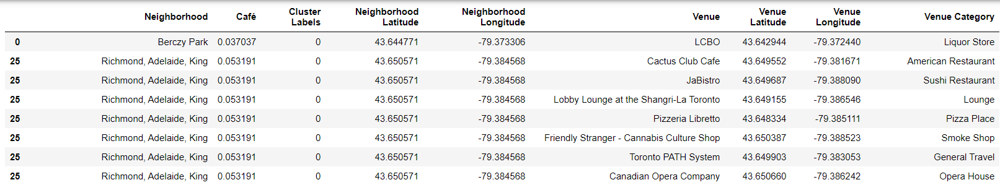 Neighborhood Café Cluster Labels Neighborhood Latitude Neighborhood Longitude Venue Venue Latitude Venue Longitude Venue Category
0 Berczy Park 0.037037 0 43.644771 -79.373306 LCBO 43.642944 -79.372440 Liquor Store
25 Richmond, Adelaide, King 0.053191 0 43.650571 -79.384568 Cactus Club Cafe 43.649552 -79.381671 American Restaurant
25 Richmond, Adelaide, King 0.053191 0 43.650571 -79.384568 JaBistro 43.649687 -79.388090 Sushi Restaurant
25 Richmond, Adelaide, King 0.053191 0 43.650571 -79.384568 Lobby Lounge at the Shangri-La Toronto 43.649155 -79.386546 Lounge
25 Richmond, Adelaide, King 0.053191 0 43.650571 -79.384568 Pizzeria Libretto 43.648334 -79.385111 Pizza Place
25 Richmond, Adelaide, King 0.053191 0 43.650571 -79.384568 Friendly Stranger - Cannabis Culture Shop 43.650387 -79.388523 Smoke Shop
25 Richmond, Adelaide, King 0.053191 0 43.650571 -79.384568 Toronto PATH System 43.649903 -79.383053 General Travel
25 Richmond, Adelaide, King 0.053191 0 43.650571 -79.384568 Canadian Opera Company 43.650660 -79.386242 Opera House